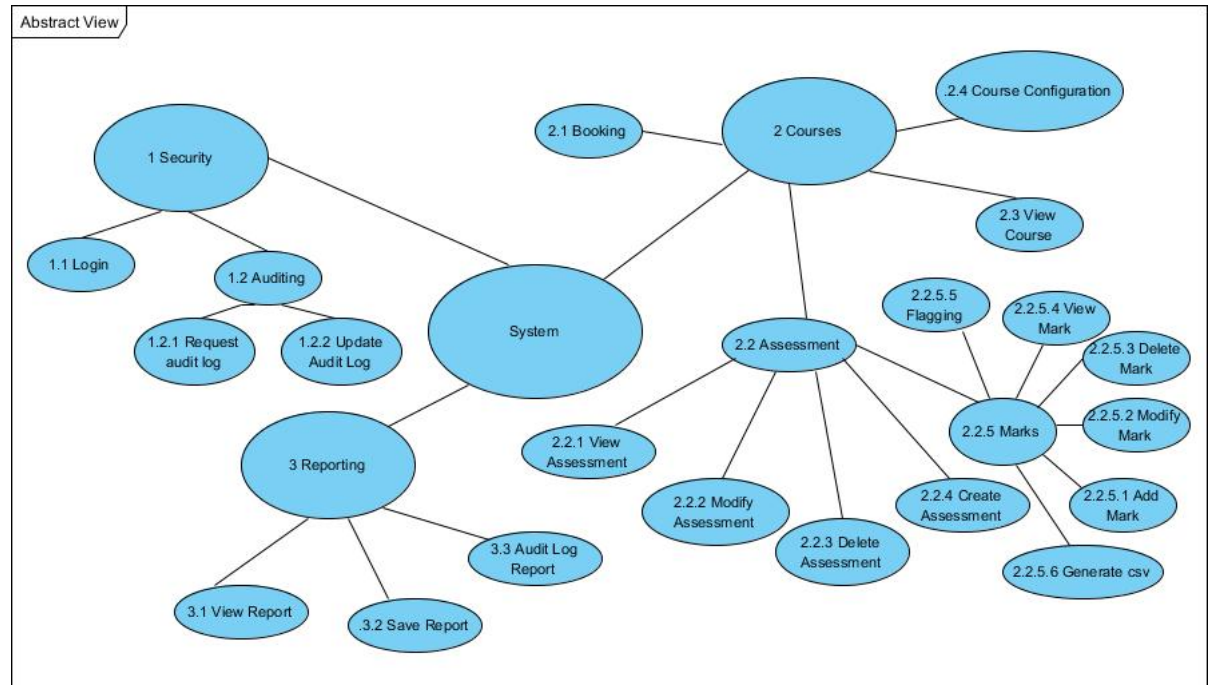 Abstract View
1 Security
1.1 Login
1.2 Auditing
1.2.1 Request
audit log
1.2.2 Update
Audit Log
System
2 Courses
2.1 Booking
.2.4 Course Configuration
2.3 View
Course
2.2 Assessment
2.2.1 View
Assessment
2.2.2 Modify
Assessment
2.2.3 Delete
Assessment
2.2.4 Create
Assessment
2.2.5 Marks
2.2.5.5
Flagging
2.2.5.4 View
Mark
2.2.5.3 Delete
Mark
2.2.5.2 Modify
Mark
2.2.5.1 Add
Mark
2.2.5.6 Generate csv
3 Reporting
3.1 View Report
.3.2 Save Report
3.3 Audit Log
Report